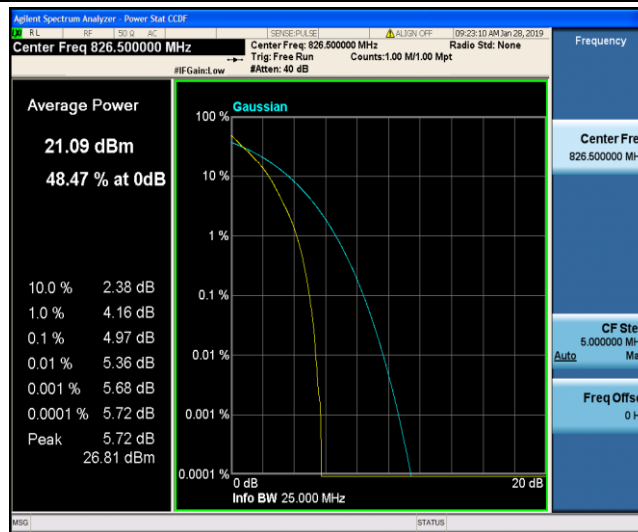 Agilent Spectrum Analyzer - Power Stat CCDF
RL RF 50 Ω AC SENSE:PULSE ALIGN OFF 09:23:10 AM Jan 28, 2019
Center Freq 826.500000 MHz Center Freq: 826.500000 MHz Radio Std: None
Trig: Free Run Counts:1.00 M/1.00 Mpt
#IFGain:Low #Atten: 40 dB
Frequency
Average Power
21.09 dBm
48.47 % at 0dB
10.0 % 2.38 dB
1.0 % 4.16 dB
0.1 % 4.97 dB
0.01 % 5.36 dB
0.001 % 5.68 dB
0.0001 % 5.72 dB
Peak 5.72 dB
26.81 dBm
Gaussian
100 %
10 %
1 %
0.1 %
0.01 %
0.001 %
0.0001 %
0 dB 20 dB
Info BW 25.000 MHz
Center Fre
826.500000 MH
CF Ste
5.000000 MH
Auto Ma
Freq Offse
0 H
MSG STATUS